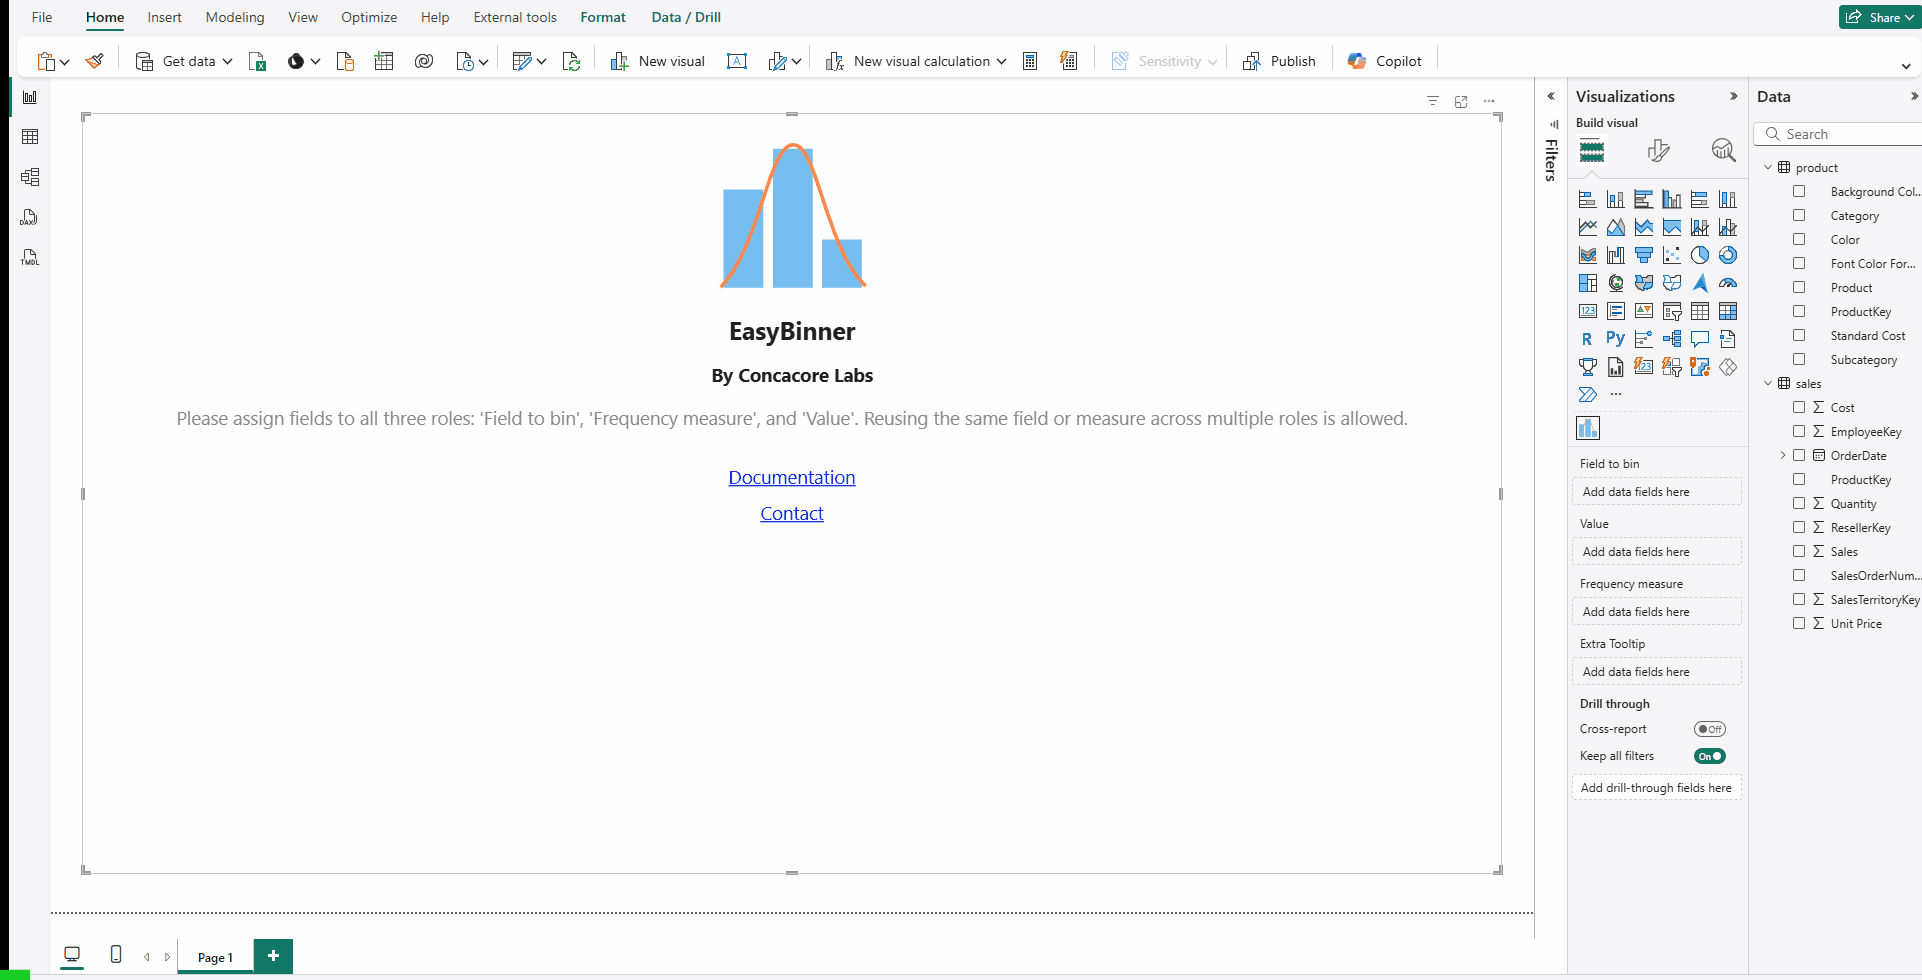 File Home Insert Modeling View Optimize Help External tools Format Data / Drill Share
Get data New visual New visual calculation Sensitivity Publish Copilot
DAX
TMDL
EasyBinner
By Concacore Labs
Please assign fields to all three roles: 'Field to bin', 'Frequency measure', and 'Value'. Reusing the same field or measure across multiple roles is allowed.
Documentation
Contact
Page 1
Filters
Visualizations
Build visual
123
R Py
123
Field to bin
Add data fields here
Value
Add data fields here
Frequency measure
Add data fields here
Extra Tooltip
Add data fields here
Drill through
Cross-report Off
Keep all filters On
Add drill-through fields here
Data
Search
product
Background Col...
Category
Color
Font Color For...
Product
ProductKey
Standard Cost
Subcategory
sales
Cost
EmployeeKey
OrderDate
ProductKey
Quantity
ResellerKey
Sales
SalesOrderNum...
SalesTerritoryKey
Unit Price